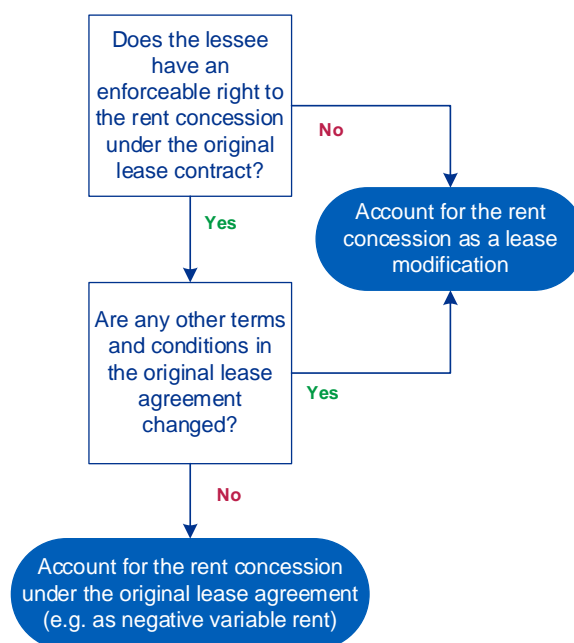 Does the lessee
have an
enforceable right to
the rent concession
under the original
lease contract?
No
Yes
Account for the rent
concession as a lease
modification
Are any other terms
and conditions in
the original lease
agreement
changed?
Yes
No
Account for the rent concession
under the original lease agreement
(e.g. as negative variable rent)